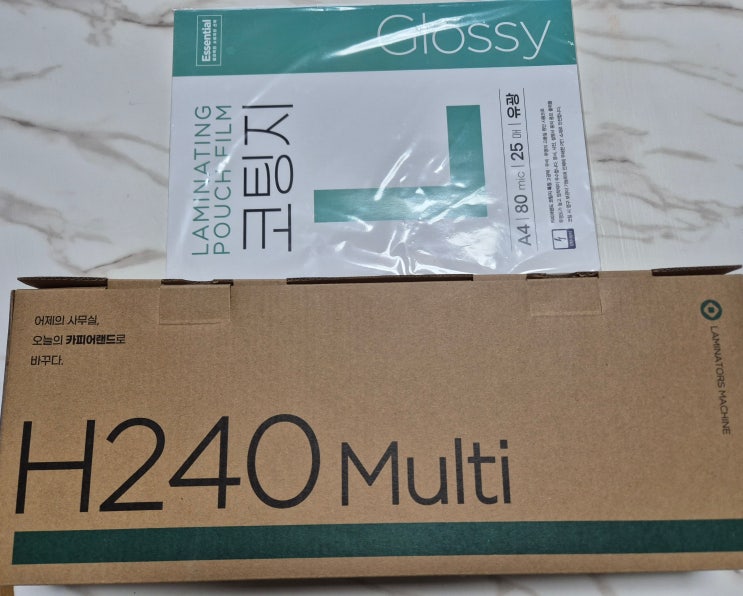 Essential
Glossy
LAMINATING
POUCH FILM
코팅지
A4 | 80 mic | 25 매 | 유광
어제의 사무실,
오늘의 카피어랜드로
바꾸다.
LAMINATORS MACHINE
H240 Multi